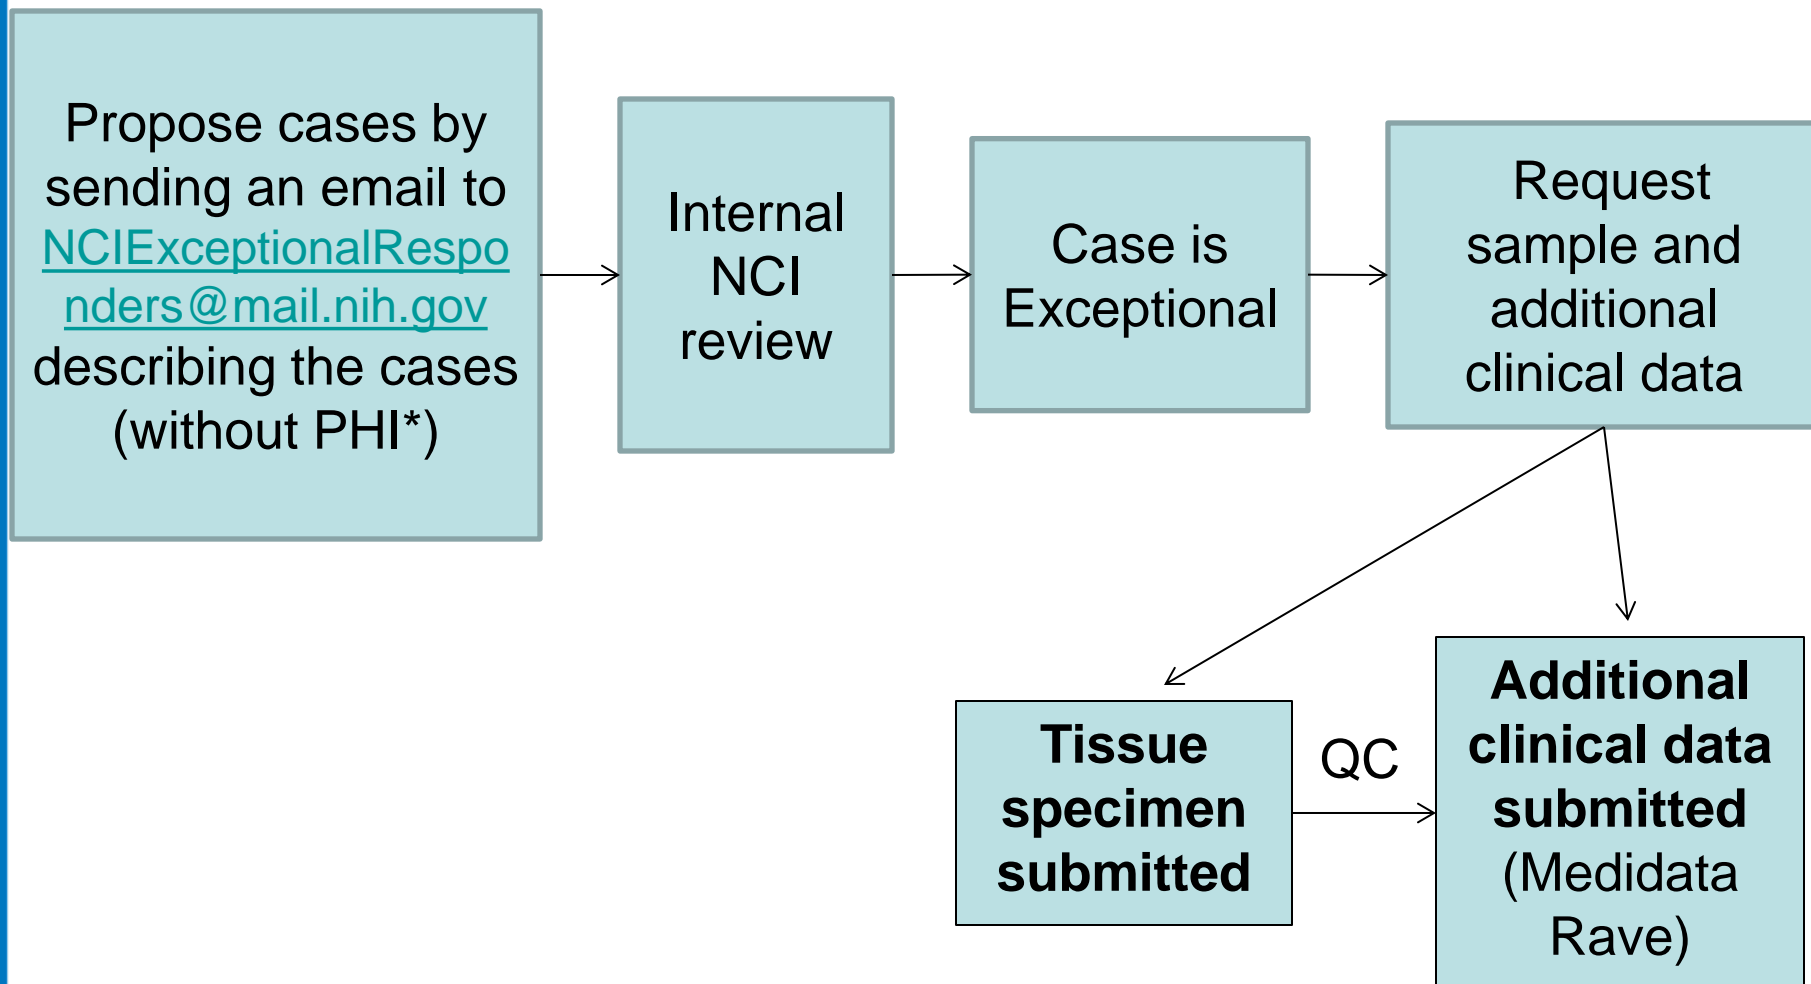 Propose cases by
sending an email to
NCIExceptionalRespo
nders@mail.nih.gov
describing the cases
(without PHI*)
Internal
NCI
review
Case is
Exceptional
Request
sample and
additional
clinical data
Tissue
specimen
submitted
QC
Additional
clinical data
submitted
(Medidata
Rave)